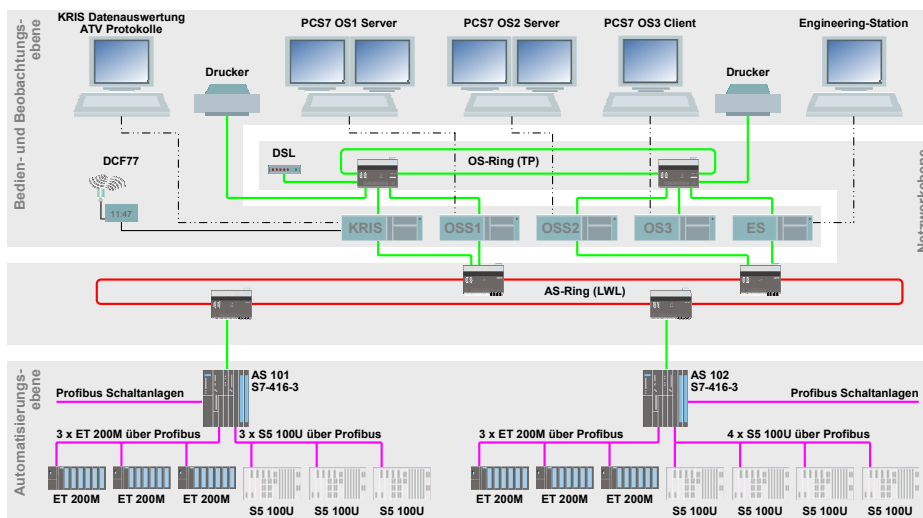 KRIS Datenauswertung
ATV Protokolle
PCS7 OS1 Server
PCS7 OS2 Server
PCS7 OS3 Client
Engineering-Station
Drucker
Drucker
Bedien- und Beobachtungs-
ebene
Netzwerkebene
DCF77
11:47
DSL
OS-Ring (TP)
KRIS
OSS1
OSS2
OS3
ES
AS-Ring (LWL)
Automatisierungs-
ebene
AS 101
S7-416-3
AS 102
S7-416-3
Profibus Schaltanlagen
Profibus Schaltanlagen
3 x ET 200M über Profibus
3 x S5 100U über Profibus
3 x ET 200M über Profibus
4 x S5 100U über Profibus
ET 200M
ET 200M
ET 200M
S5 100U
S5 100U
S5 100U
ET 200M
ET 200M
ET 200M
S5 100U
S5 100U
S5 100U
S5 100U